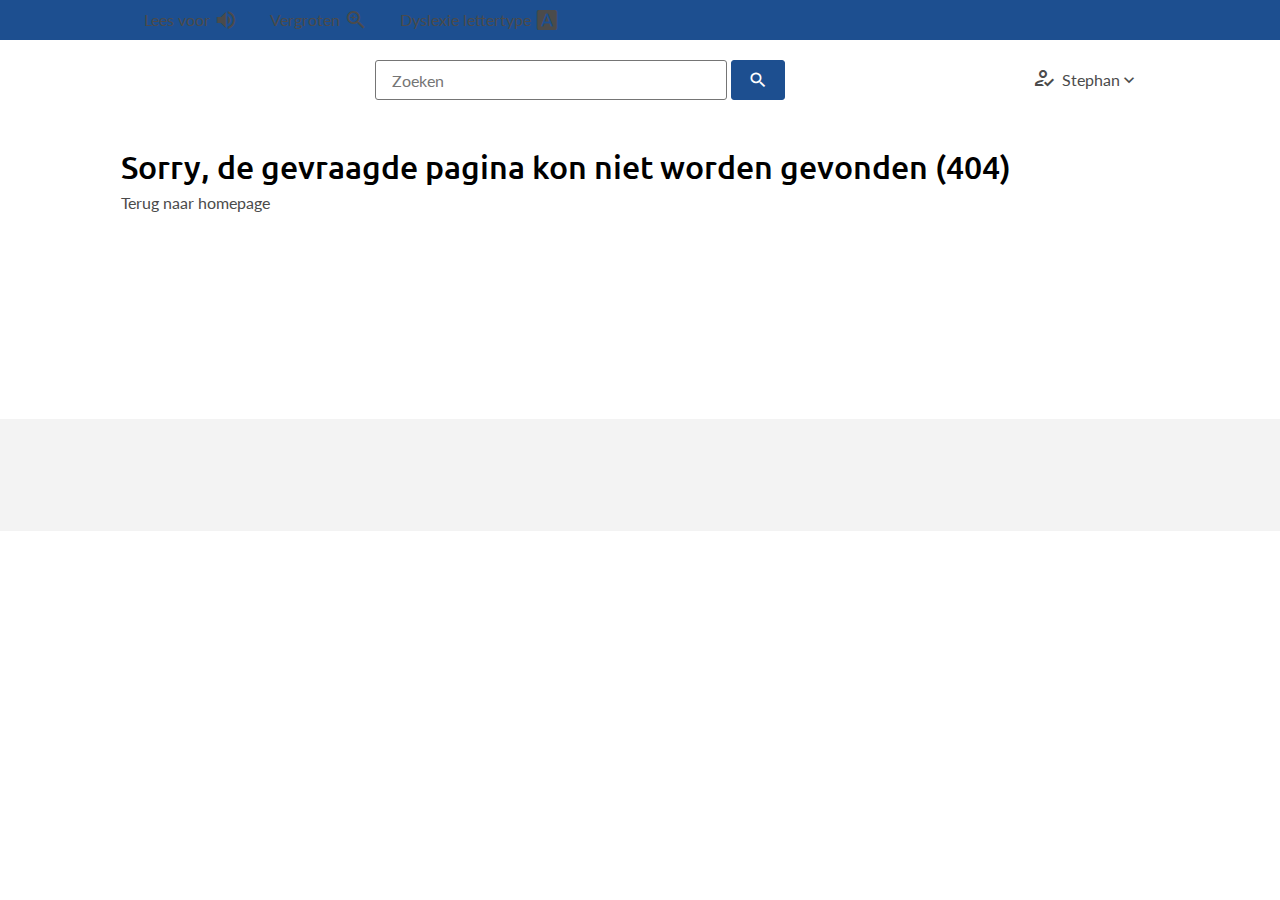 Lees voor
Vergroten
Dyslexie lettertype
Zoeken
Stephan
Sorry, de gevraagde pagina kon niet worden gevonden (404)
Terug naar homepage